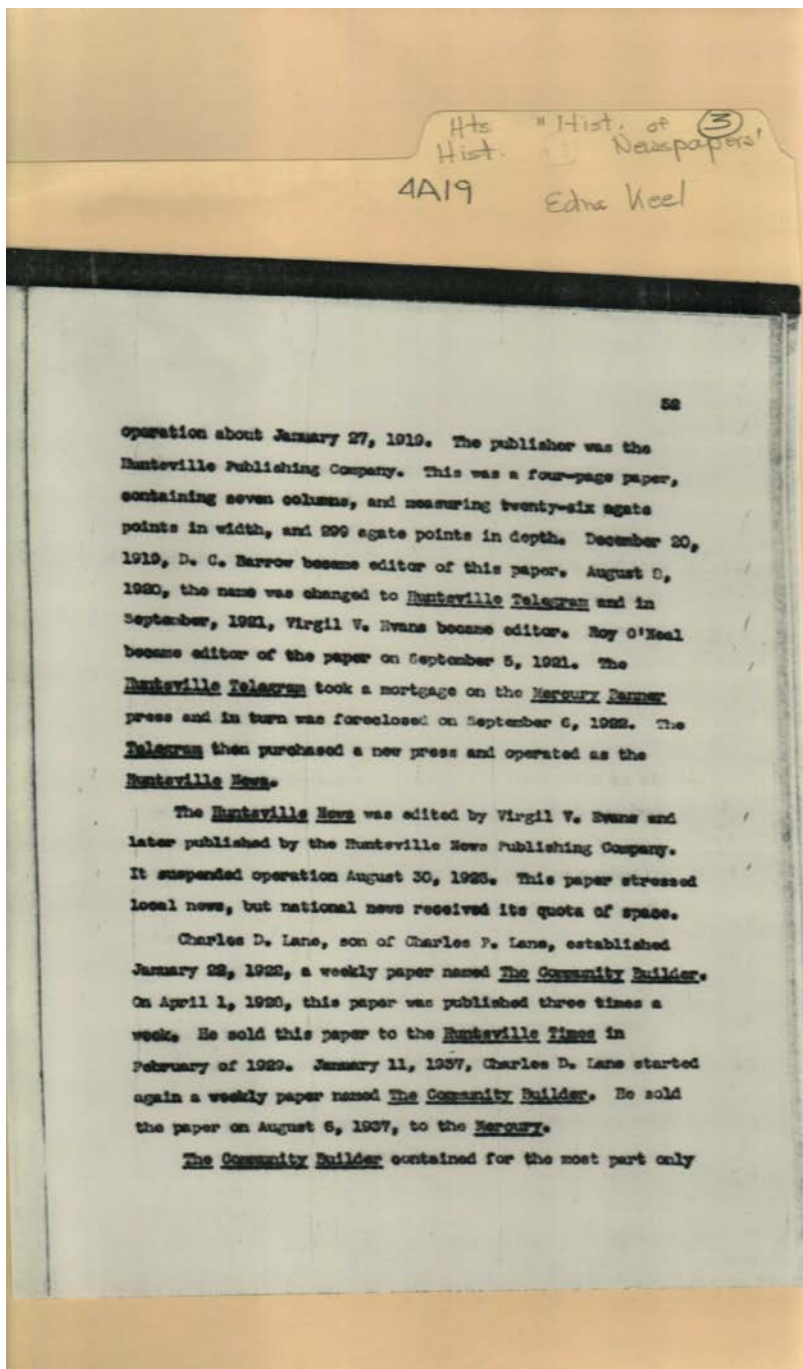 Hts "Hist. of ③
Hist. Newspapers"
4A19 Edna Keel
52
operation about January 27, 1919. The publisher was the
Huntsville Publishing Company. This was a four-page paper,
containing seven columns, and measuring twenty-six agate
points in width, and 299 agate points in depth. December 20,
1919, D. C. Barrow became editor of this paper. August 8,
1920, the name was changed to Huntsville Telegram and in
September, 1921, Virgil V. Evans became editor. Roy O'Neal
became editor of the paper on September 5, 1921. The
Huntsville Telegram took a mortgage on the Mercury Banner
press and in turn was foreclosed on September 6, 1922. The
Telegram then purchased a new press and operated as the
Huntsville News.
The Huntsville News was edited by Virgil V. Evans and
later published by the Huntsville News Publishing Company.
It suspended operation August 30, 1923. This paper stressed
local news, but national news received its quota of space.
Charles D. Lane, son of Charles P. Lane, established
January 22, 1922, a weekly paper named The Community Builder.
On April 1, 1928, this paper was published three times a
week. He sold this paper to the Huntsville Times in
February of 1929. January 11, 1937, Charles D. Lane started
again a weekly paper named The Community Builder. He sold
the paper on August 6, 1937, to the Mercury.
The Community Builder contained for the most part only